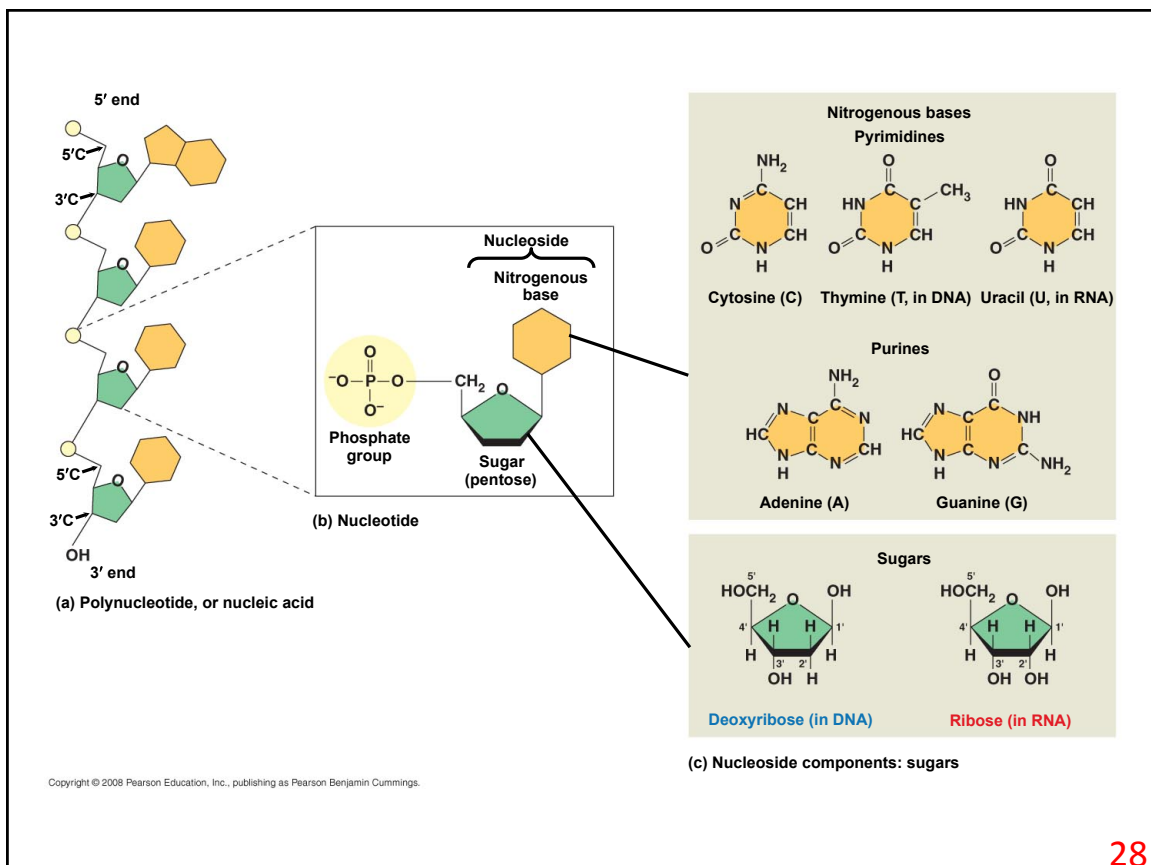 5′ end
5′C
O
3′C
O
O
5′C
O
3′C
OH
3′ end
(a) Polynucleotide, or nucleic acid
Nucleoside
Nitrogenous
base
O
⁻O P O CH₂ O
O⁻
Phosphate
group
Sugar
(pentose)
(b) Nucleotide
Nitrogenous bases
Pyrimidines
NH₂
C
N CH
C CH
O N
H
Cytosine (C)
O
C CH₃
HN C
C CH
O N
H
Thymine (T, in DNA)
O
C
HN CH
C CH
O N
H
Uracil (U, in RNA)
Purines
NH₂
N C C N
HC
N C N CH
H
Adenine (A)
O
N C C NH
HC
N C N C NH₂
H
Guanine (G)
Sugars
5'
HOCH₂ O OH
4' H H 1'
H 3' 2' H
OH H
Deoxyribose (in DNA)
5'
HOCH₂ O OH
4' H H 1'
H 3' 2' H
OH OH
Ribose (in RNA)
(c) Nucleoside components: sugars
Copyright © 2008 Pearson Education, Inc., publishing as Pearson Benjamin Cummings.
28